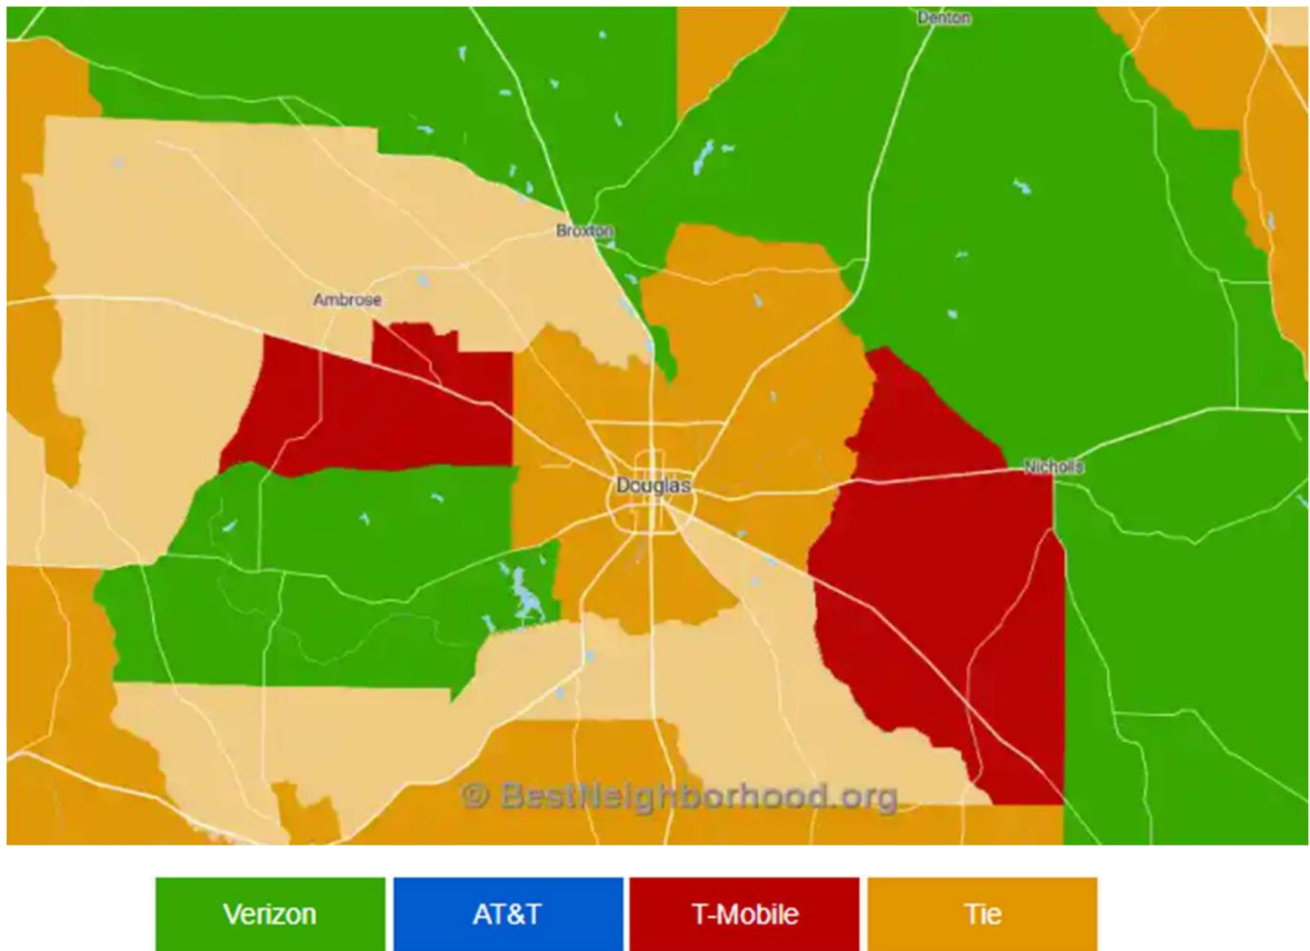 Denton
Broxton
Ambrose
Nicholls
Douglas
© BestNeighborhood.org
Verizon
AT&T
T-Mobile
Tie